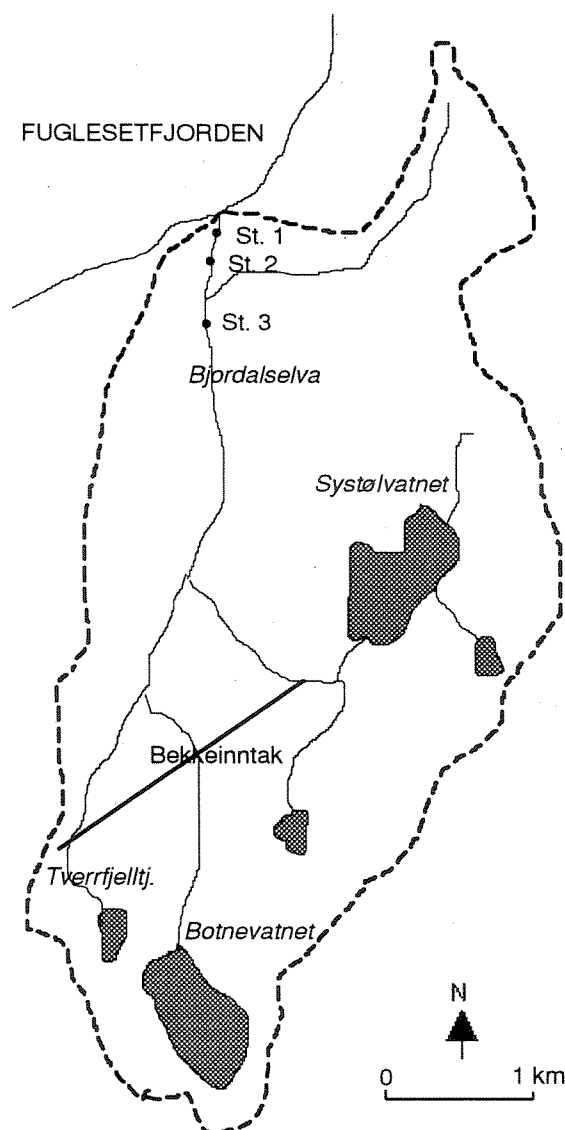 FUGLESETFJORDEN
St. 1
St. 2
St. 3
Bjordalselva
Systølvatnet
Bekkeinntak
Tverrfjelltj.
Botnevatnet
N
0 1 km